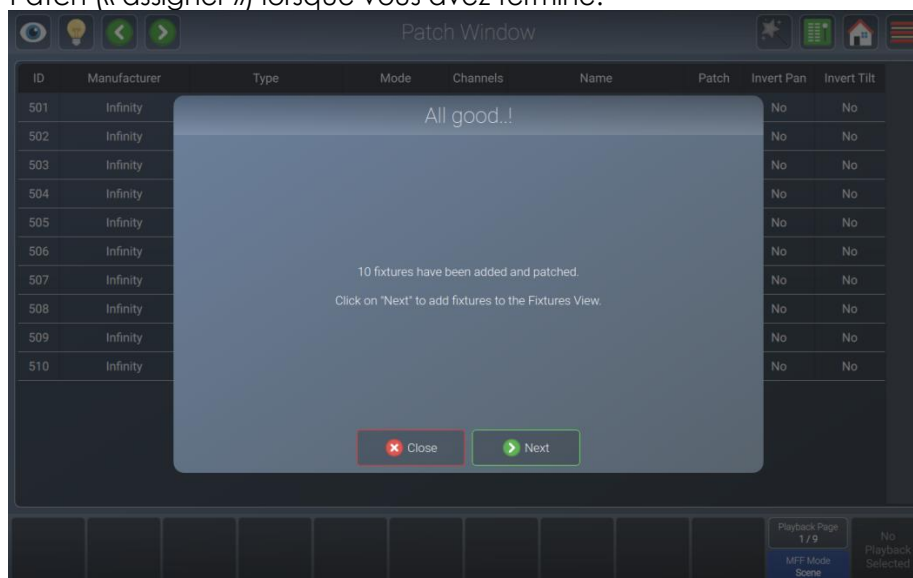 Patch (« assigner ») lorsque vous avez terminé.
Patch Window
ID Manufacturer Type Mode Channels Name Patch Invert Pan Invert Tilt
501 Infinity No No
502 Infinity No No
503 Infinity No No
504 Infinity No No
505 Infinity No No
506 Infinity No No
507 Infinity No No
508 Infinity No No
509 Infinity No No
510 Infinity No No
All good..!
10 fixtures have been added and patched.
Click on "Next" to add fixtures to the Fixtures View.
Close Next
Playback Page
1 / 9
MFF Mode
Scene
No
Playback
Selected